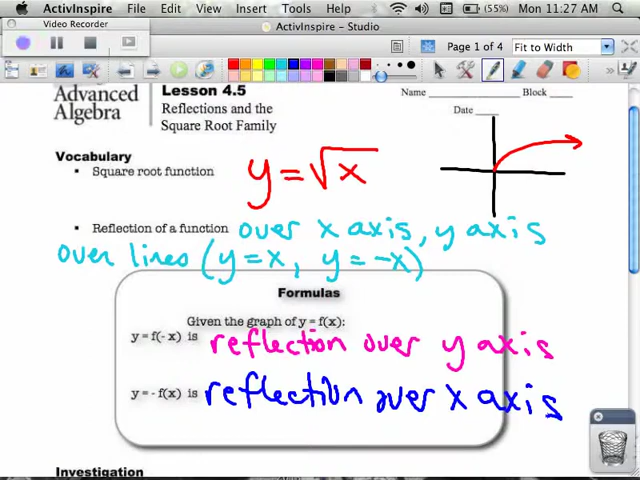 ActivInspire File Edit View Insert Tools Help (55%) Mon 11:27 AM
Video Recorder
ActivInspire - Studio
Page 1 of 4 Fit to Width
Advanced
Algebra
Lesson 4.5
Reflections and the
Square Root Family
Name Block
Date
Vocabulary
▪ Square root function y = √x
▪ Reflection of a function over x axis, y axis
over lines (y=x, y=-x)
Formulas
Given the graph of y = f(x):
y = f(- x) is reflection over y axis
y = - f(x) is reflection over x axis
Investigation